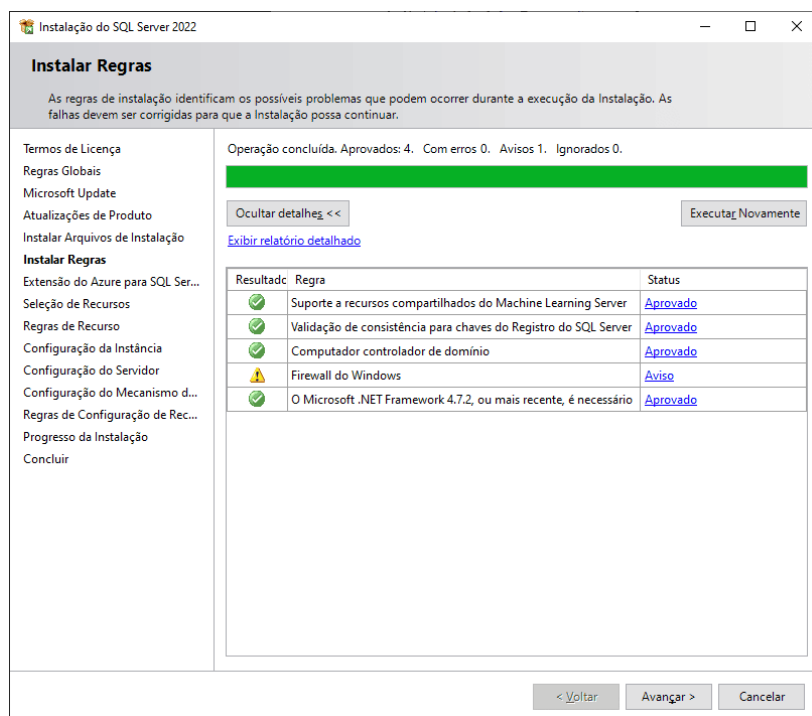 Instalação do SQL Server 2022
Instalar Regras
As regras de instalação identificam os possíveis problemas que podem ocorrer durante a execução da Instalação. As
falhas devem ser corrigidas para que a Instalação possa continuar.
Termos de Licença
Regras Globais
Microsoft Update
Atualizações de Produto
Instalar Arquivos de Instalação
Instalar Regras
Extensão do Azure para SQL Ser...
Seleção de Recursos
Regras de Recurso
Configuração da Instância
Configuração do Servidor
Configuração do Mecanismo d...
Regras de Configuração de Rec...
Progresso da Instalação
Concluir
Operação concluída. Aprovados: 4. Com erros 0. Avisos 1. Ignorados 0.
Ocultar detalhes << Executar Novamente
Exibir relatório detalhado
Resultado Regra Status
Suporte a recursos compartilhados do Machine Learning Server Aprovado
Validação de consistência para chaves do Registro do SQL Server Aprovado
Computador controlador de domínio Aprovado
Firewall do Windows Aviso
O Microsoft .NET Framework 4.7.2, ou mais recente, é necessário Aprovado
< Voltar Avançar > Cancelar